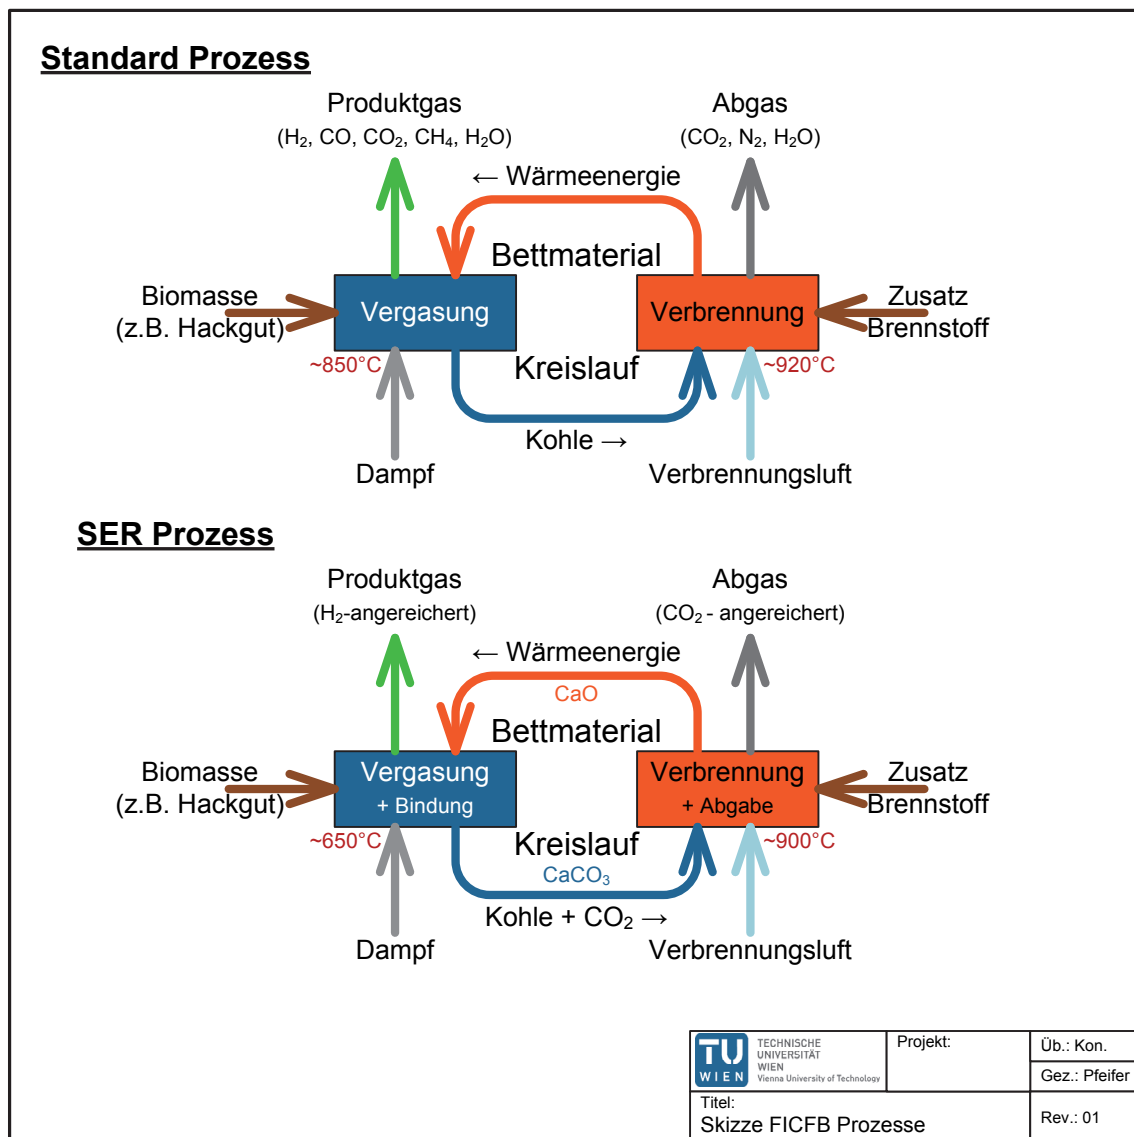 Standard Prozess
Produktgas
(H₂, CO, CO₂, CH₄, H₂O)
Abgas
(CO₂, N₂, H₂O)
← Wärmeenergie
Bettmaterial
Biomasse
(z.B. Hackgut)
Vergasung
Verbrennung
Zusatz
Brennstoff
~850°C
Kreislauf
~920°C
Kohle →
Dampf
Verbrennungsluft
SER Prozess
Produktgas
(H₂-angereichert)
Abgas
(CO₂ - angereichert)
← Wärmeenergie
CaO
Bettmaterial
Biomasse
(z.B. Hackgut)
Vergasung
+ Bindung
Verbrennung
+ Abgabe
Zusatz
Brennstoff
~650°C
Kreislauf
~900°C
CaCO₃
Kohle + CO₂ →
Dampf
Verbrennungsluft
TU
WIEN
TECHNISCHE
UNIVERSITÄT
WIEN
Vienna University of Technology
Projekt:
Üb.: Kon.
Gez.: Pfeifer
Titel:
Skizze FICFB Prozesse
Rev.: 01